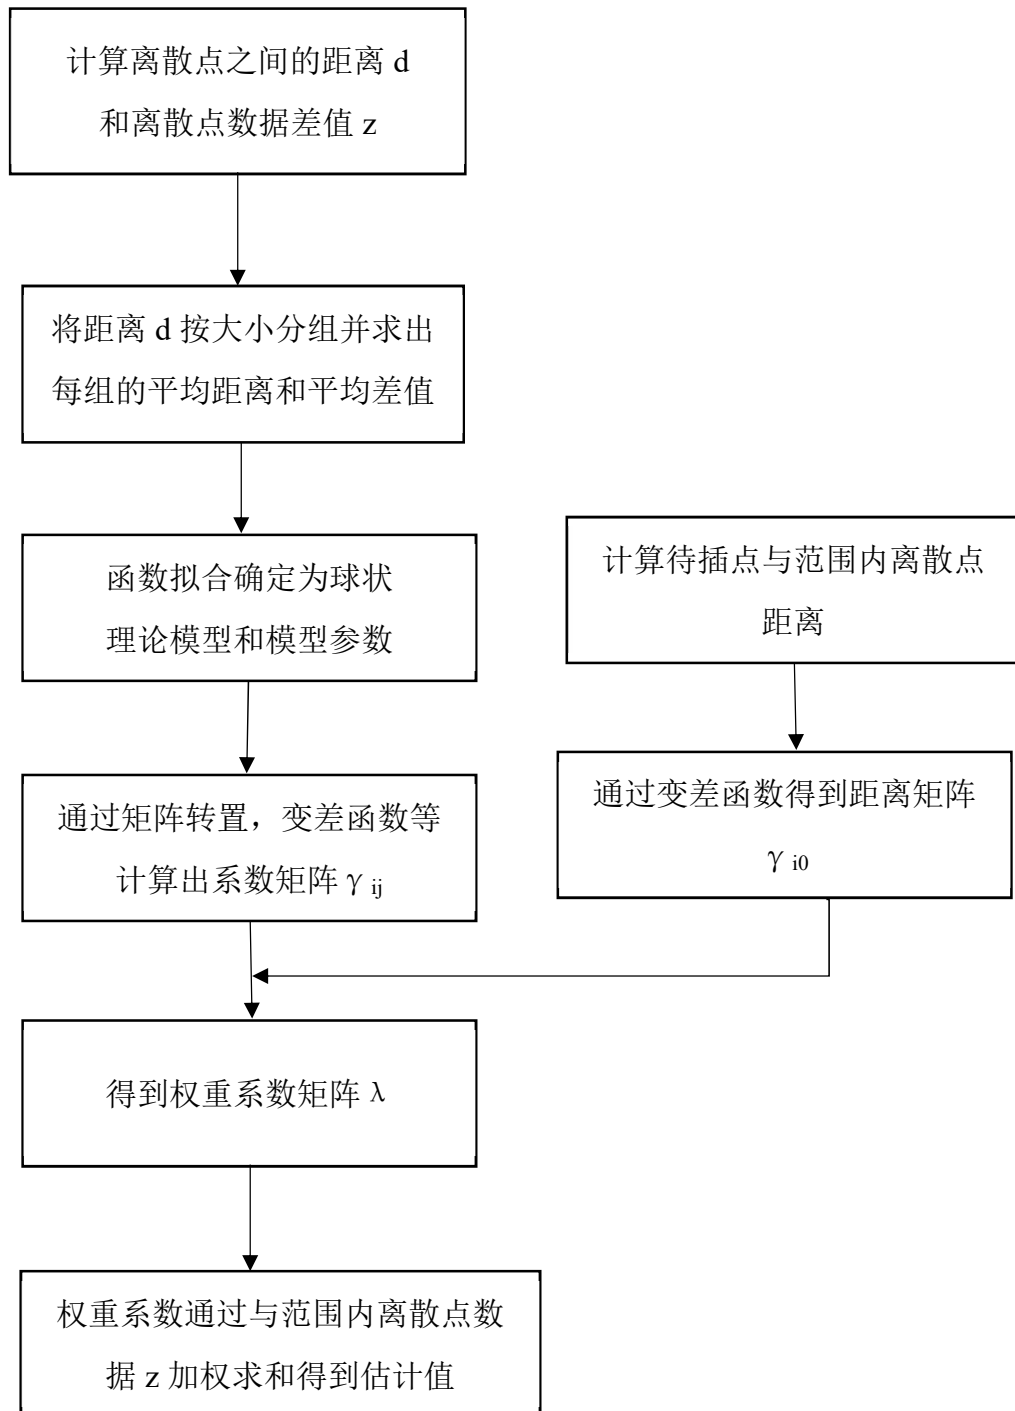 计算离散点之间的距离 d
和离散点数据差值 z
将距离 d 按大小分组并求出
每组的平均距离和平均差值
函数拟合确定为球状
理论模型和模型参数
计算待插点与范围内离散点
距离
通过矩阵转置，变差函数等
计算出系数矩阵 γ ij
通过变差函数得到距离矩阵
γ i0
得到权重系数矩阵 λ
权重系数通过与范围内离散点数
据 z 加权求和得到估计值